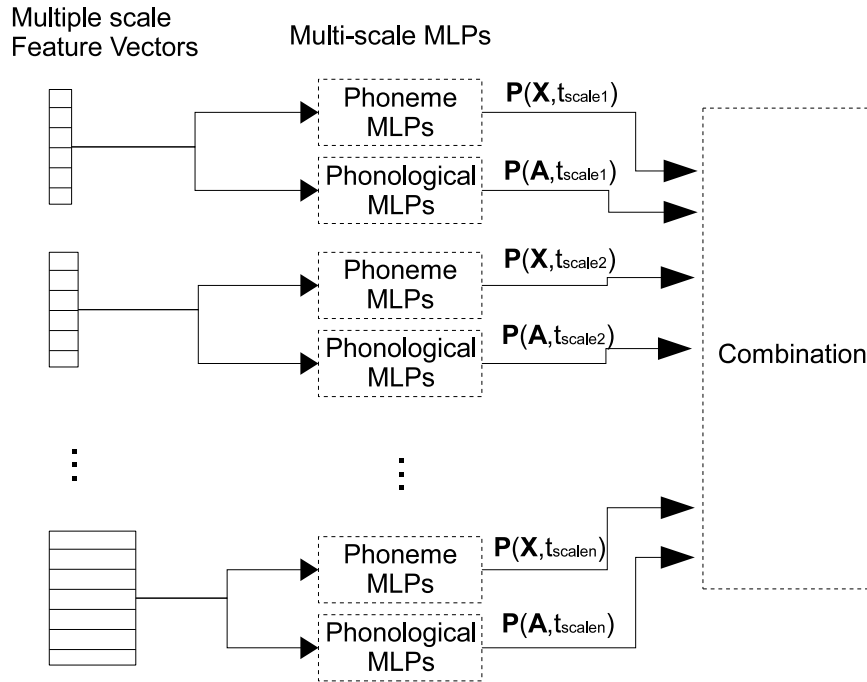 Multiple scale
Feature Vectors
Multi-scale MLPs
Phoneme
MLPs
P(X,tscale1)
Phonological
MLPs
P(A,tscale1)
Phoneme
MLPs
P(X,tscale2)
Phonological
MLPs
P(A,tscale2)
Combination
Phoneme
MLPs
P(X,tscalen)
Phonological
MLPs
P(A,tscalen)